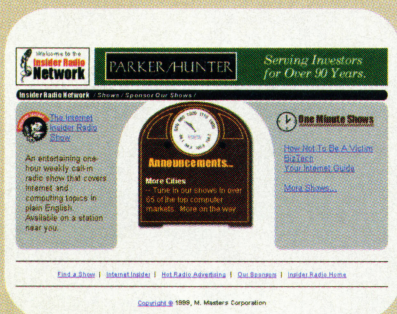 Welcome to the
Insider Radio
Network
PARKER/HUNTER
Serving Investors
for Over 90 Years.
Insider Radio Network / Shows / Sponsor Our Shows /
The Internet
Insider Radio
Show
An entertaining one-
hour weekly call-in
radio show that covers
Internet and
computing topics in
plain English.
Available on a station
near you.
Announcements...
More Cities
-- Tune in our shows in over
65 of the top computer
markets. More on the way.
One Minute Shows
How Not To Be A Victim
BizTech
Your Internet Guide
More Shows...
Find a Show | Internet Insider | Hot Radio Advertising | Our Sponsors | Insider Radio Home
Copyright © 1996, M. Masters Corporation